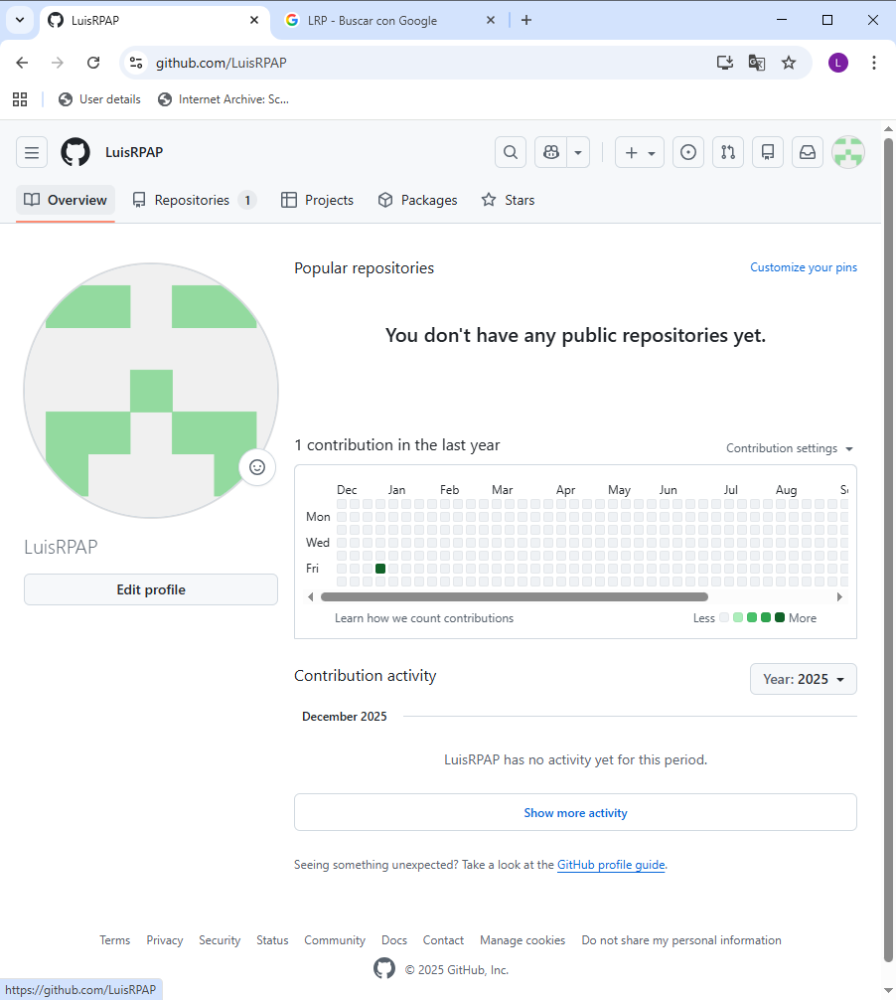 LuisRPAP
LRP - Buscar con Google
github.com/LuisRPAP
L
User details
Internet Archive: Sc...
LuisRPAP
Overview
Repositories 1
Projects
Packages
Stars
Popular repositories
Customize your pins
You don't have any public repositories yet.
1 contribution in the last year
Contribution settings
Dec Jan Feb Mar Apr May Jun Jul Aug
Mon
Wed
Fri
Learn how we count contributions
Less More
LuisRPAP
Edit profile
Contribution activity
Year: 2025
December 2025
LuisRPAP has no activity yet for this period.
Show more activity
Seeing something unexpected? Take a look at the GitHub profile guide.
Terms Privacy Security Status Community Docs Contact Manage cookies Do not share my personal information
© 2025 GitHub, Inc.
https://github.com/LuisRPAP